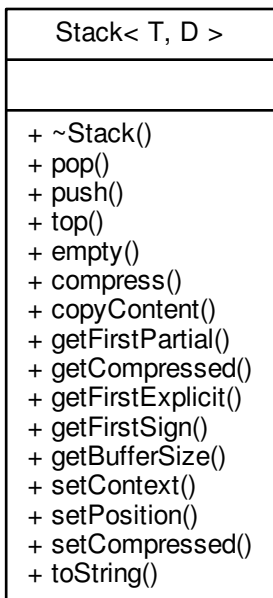 Stack< T, D >
+ ~Stack()
+ pop()
+ push()
+ top()
+ empty()
+ compress()
+ copyContent()
+ getFirstPartial()
+ getCompressed()
+ getFirstExplicit()
+ getFirstSign()
+ getBufferSize()
+ setContext()
+ setPosition()
+ setCompressed()
+ toString()